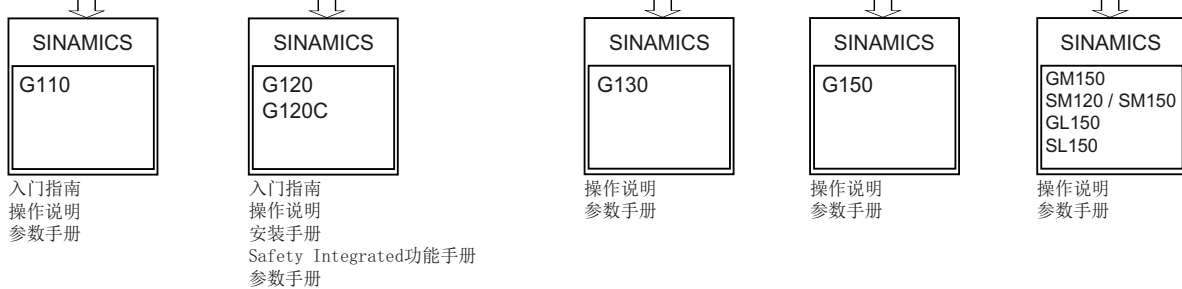 SINAMICS
G110
入门指南
操作说明
参数手册
SINAMICS
G120
G120C
入门指南
操作说明
安装手册
Safety Integrated功能手册
参数手册
SINAMICS
G130
操作说明
参数手册
SINAMICS
G150
操作说明
参数手册
SINAMICS
GM150
SM120 / SM150
GL150
SL150
操作说明
参数手册